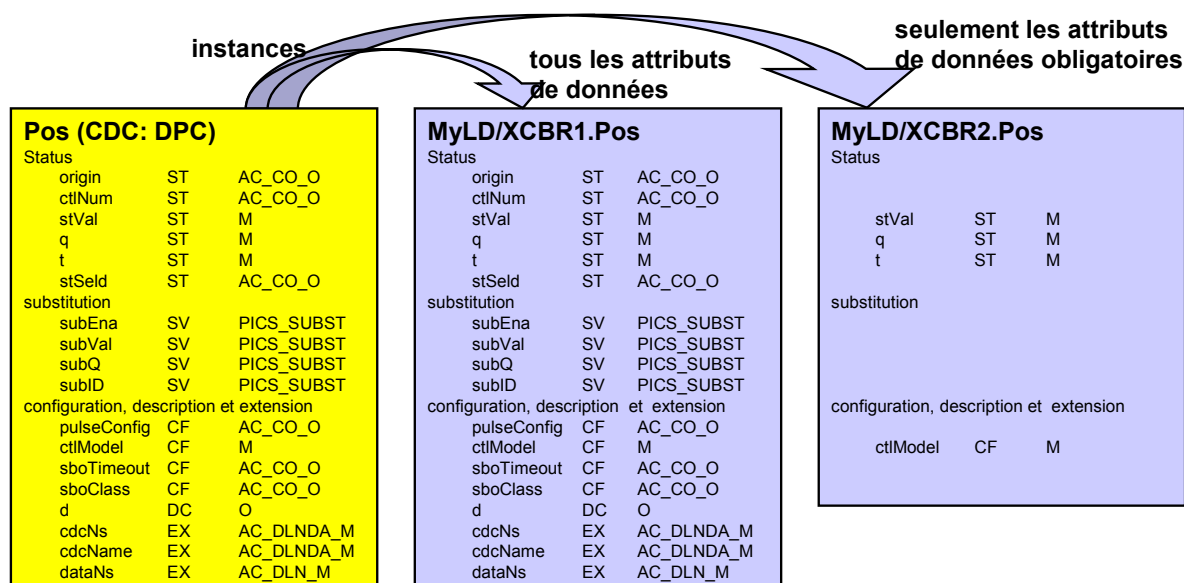 instances
tous les attributs
de données
seulement les attributs
de données obligatoires
Pos (CDC: DPC)
Status
origin ST AC_CO_O
ctlNum ST AC_CO_O
stVal ST M
q ST M
t ST M
stSeld ST AC_CO_O
substitution
subEna SV PICS_SUBST
subVal SV PICS_SUBST
subQ SV PICS_SUBST
subID SV PICS_SUBST
configuration, description et extension
pulseConfig CF AC_CO_O
ctlModel CF M
sboTimeout CF AC_CO_O
sboClass CF AC_CO_O
d DC O
cdcNs EX AC_DLNDA_M
cdcName EX AC_DLNDA_M
dataNs EX AC_DLN_M
MyLD/XCBR1.Pos
Status
origin ST AC_CO_O
ctlNum ST AC_CO_O
stVal ST M
q ST M
t ST M
stSeld ST AC_CO_O
substitution
subEna SV PICS_SUBST
subVal SV PICS_SUBST
subQ SV PICS_SUBST
subID SV PICS_SUBST
configuration, description et extension
pulseConfig CF AC_CO_O
ctlModel CF M
sboTimeout CF AC_CO_O
sboClass CF AC_CO_O
d DC O
cdcNs EX AC_DLNDA_M
cdcName EX AC_DLNDA_M
dataNs EX AC_DLN_M
MyLD/XCBR2.Pos
Status
stVal ST M
q ST M
t ST M
substitution
configuration, description et extension
ctlModel CF M